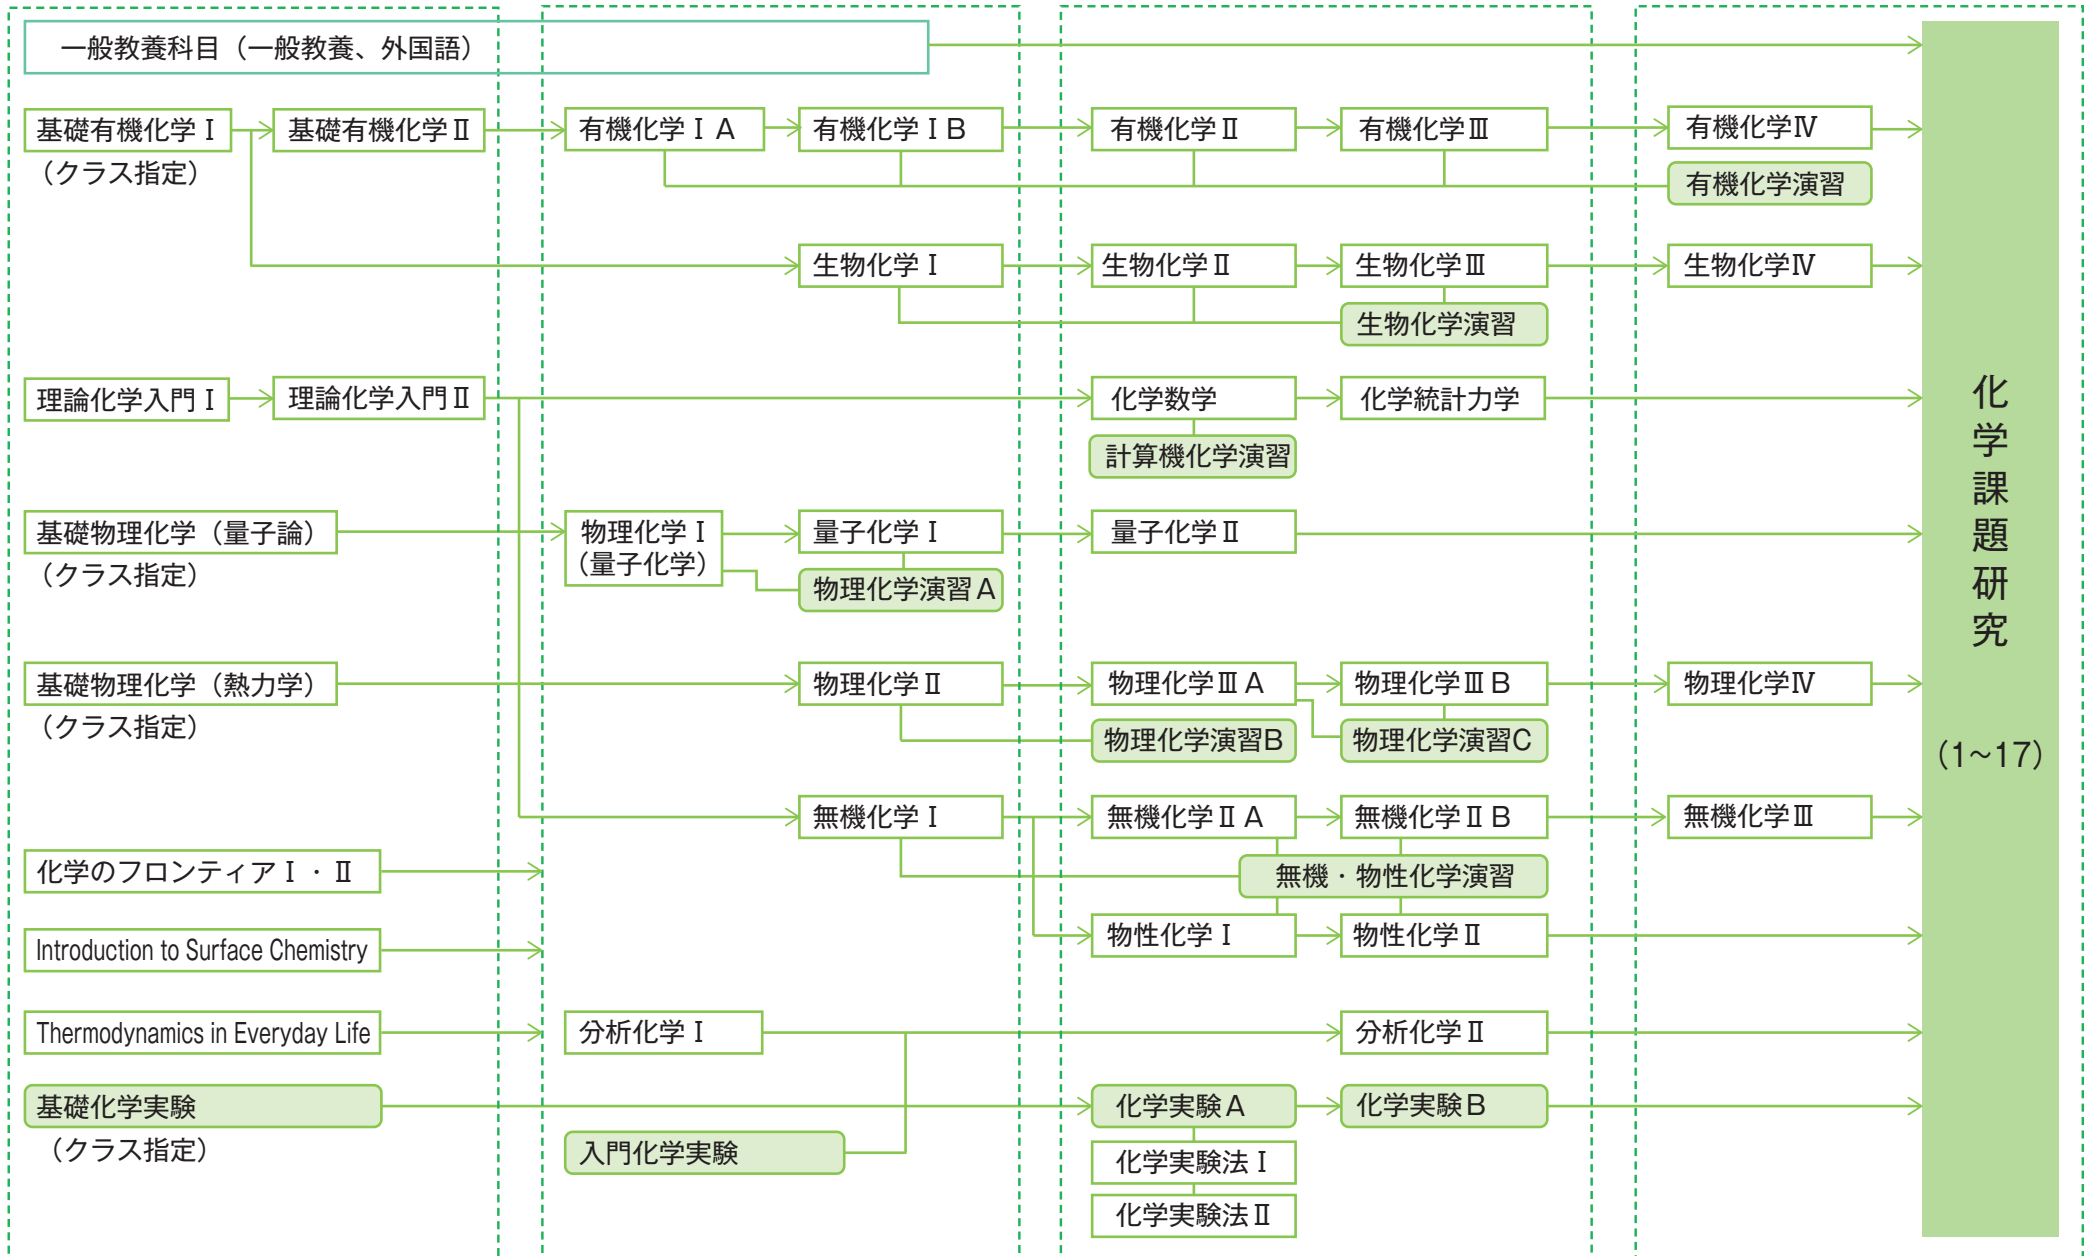 一般教養科目（一般教養、外国語）
基礎有機化学Ⅰ
（クラス指定）
基礎有機化学Ⅱ
有機化学ⅠA
有機化学ⅠB
有機化学Ⅱ
有機化学Ⅲ
有機化学Ⅳ
有機化学演習
生物化学Ⅰ
生物化学Ⅱ
生物化学Ⅲ
生物化学Ⅳ
生物化学演習
理論化学入門Ⅰ
理論化学入門Ⅱ
化学数学
化学統計力学
計算機化学演習
基礎物理化学（量子論）
（クラス指定）
物理化学Ⅰ
（量子化学）
量子化学Ⅰ
量子化学Ⅱ
物理化学演習A
基礎物理化学（熱力学）
（クラス指定）
物理化学Ⅱ
物理化学ⅢA
物理化学ⅢB
物理化学Ⅳ
物理化学演習B
物理化学演習C
無機化学Ⅰ
無機化学ⅡA
無機化学ⅡB
無機化学Ⅲ
化学のフロンティアⅠ・Ⅱ
無機・物性化学演習
Introduction to Surface Chemistry
物性化学Ⅰ
物性化学Ⅱ
Thermodynamics in Everyday Life
分析化学Ⅰ
分析化学Ⅱ
基礎化学実験
（クラス指定）
入門化学実験
化学実験A
化学実験B
化学実験法Ⅰ
化学実験法Ⅱ
化学課題研究
（1~17）